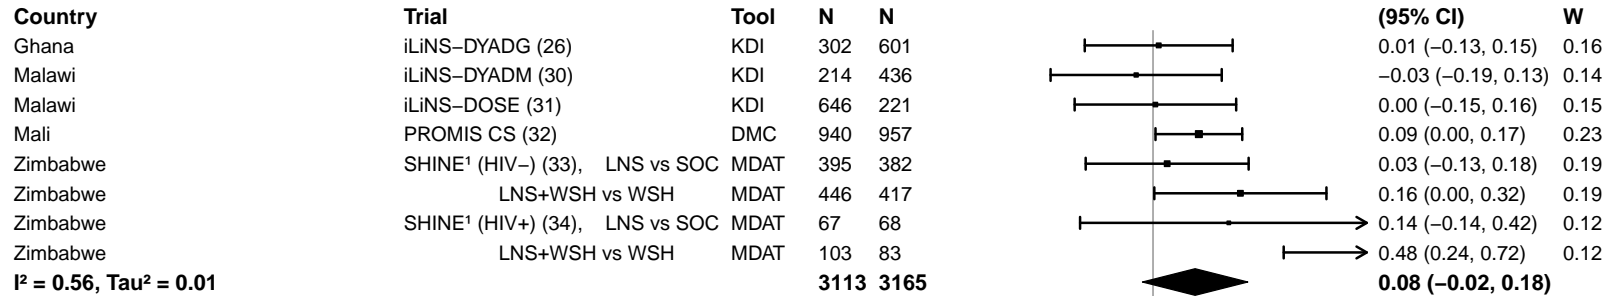 Country Trial Tool N N (95% CI) W
Ghana iLiNS−DYADG (26) KDI 302 601 0.01 (−0.13, 0.15) 0.16
Malawi iLiNS−DYADM (30) KDI 214 436 −0.03 (−0.19, 0.13) 0.14
Malawi iLiNS−DOSE (31) KDI 646 221 0.00 (−0.15, 0.16) 0.15
Mali PROMIS CS (32) DMC 940 957 0.09 (0.00, 0.17) 0.23
Zimbabwe SHINE¹ (HIV−) (33), LNS vs SOC MDAT 395 382 0.03 (−0.13, 0.18) 0.19
Zimbabwe LNS+WSH vs WSH MDAT 446 417 0.16 (0.00, 0.32) 0.19
Zimbabwe SHINE¹ (HIV+) (34), LNS vs SOC MDAT 67 68 0.14 (−0.14, 0.42) 0.12
Zimbabwe LNS+WSH vs WSH MDAT 103 83 0.48 (0.24, 0.72) 0.12
I² = 0.56, Tau² = 0.01 3113 3165 0.08 (−0.02, 0.18)